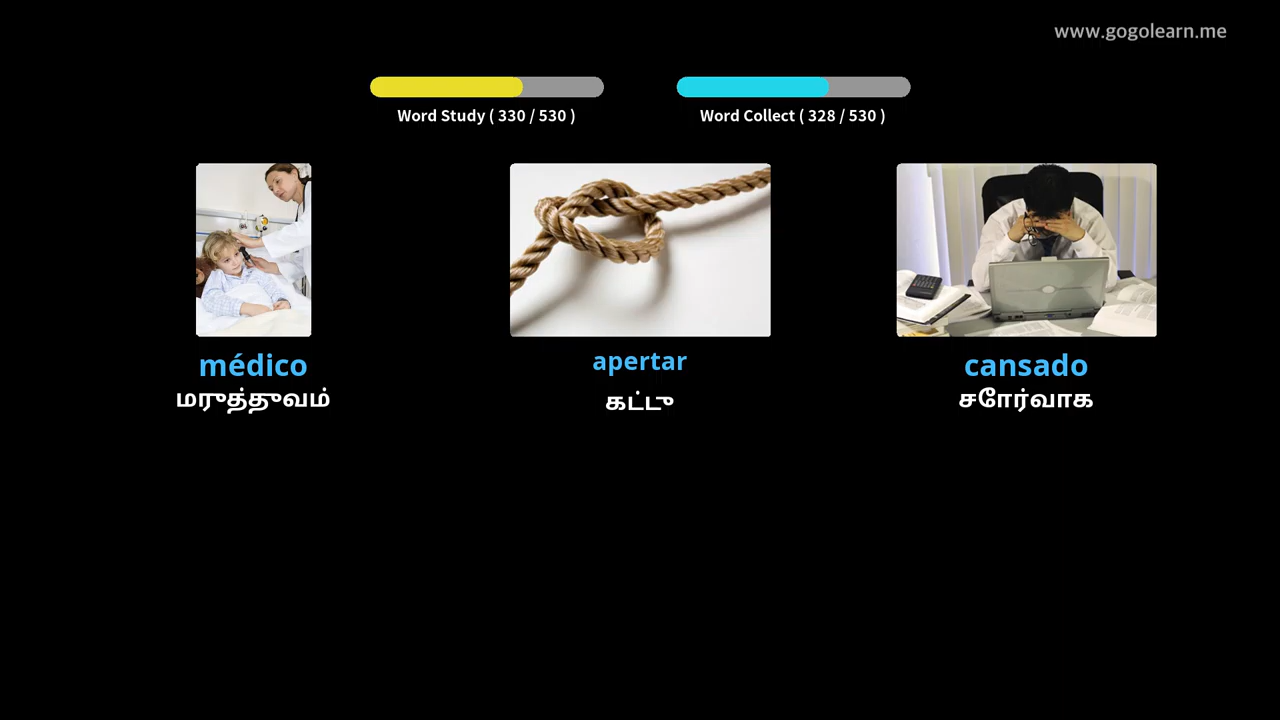 www.gogolearn.me
Word Study ( 330 / 530 )
Word Collect ( 328 / 530 )
médico
apertar
cansado
மருத்துவம்
கட்டு
சோர்வாக